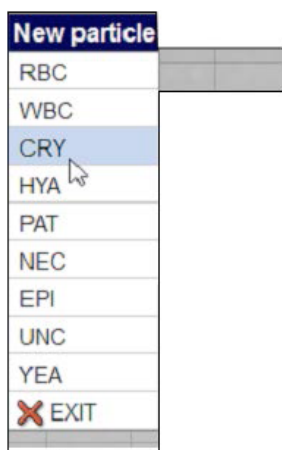 New particle
RBC
WBC
CRY
HYA
PAT
NEC
EPI
UNC
YEA
EXIT